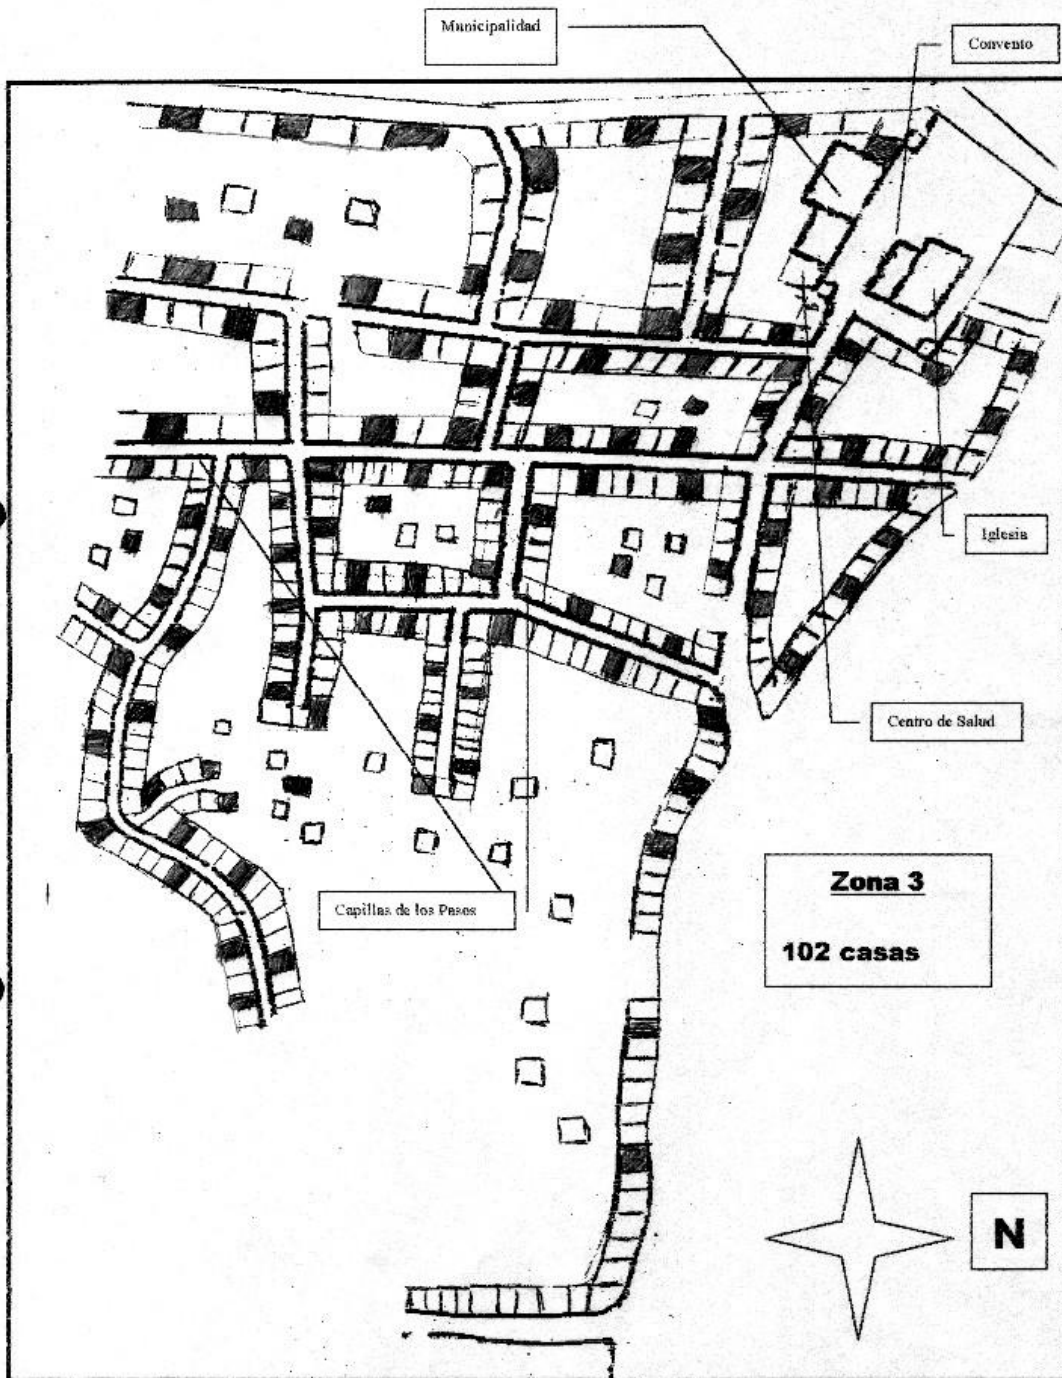 Municipalidad
Convento
Iglesia
Centro de Salud
Capillas de los Pasos
Zona 3
102 casas
N